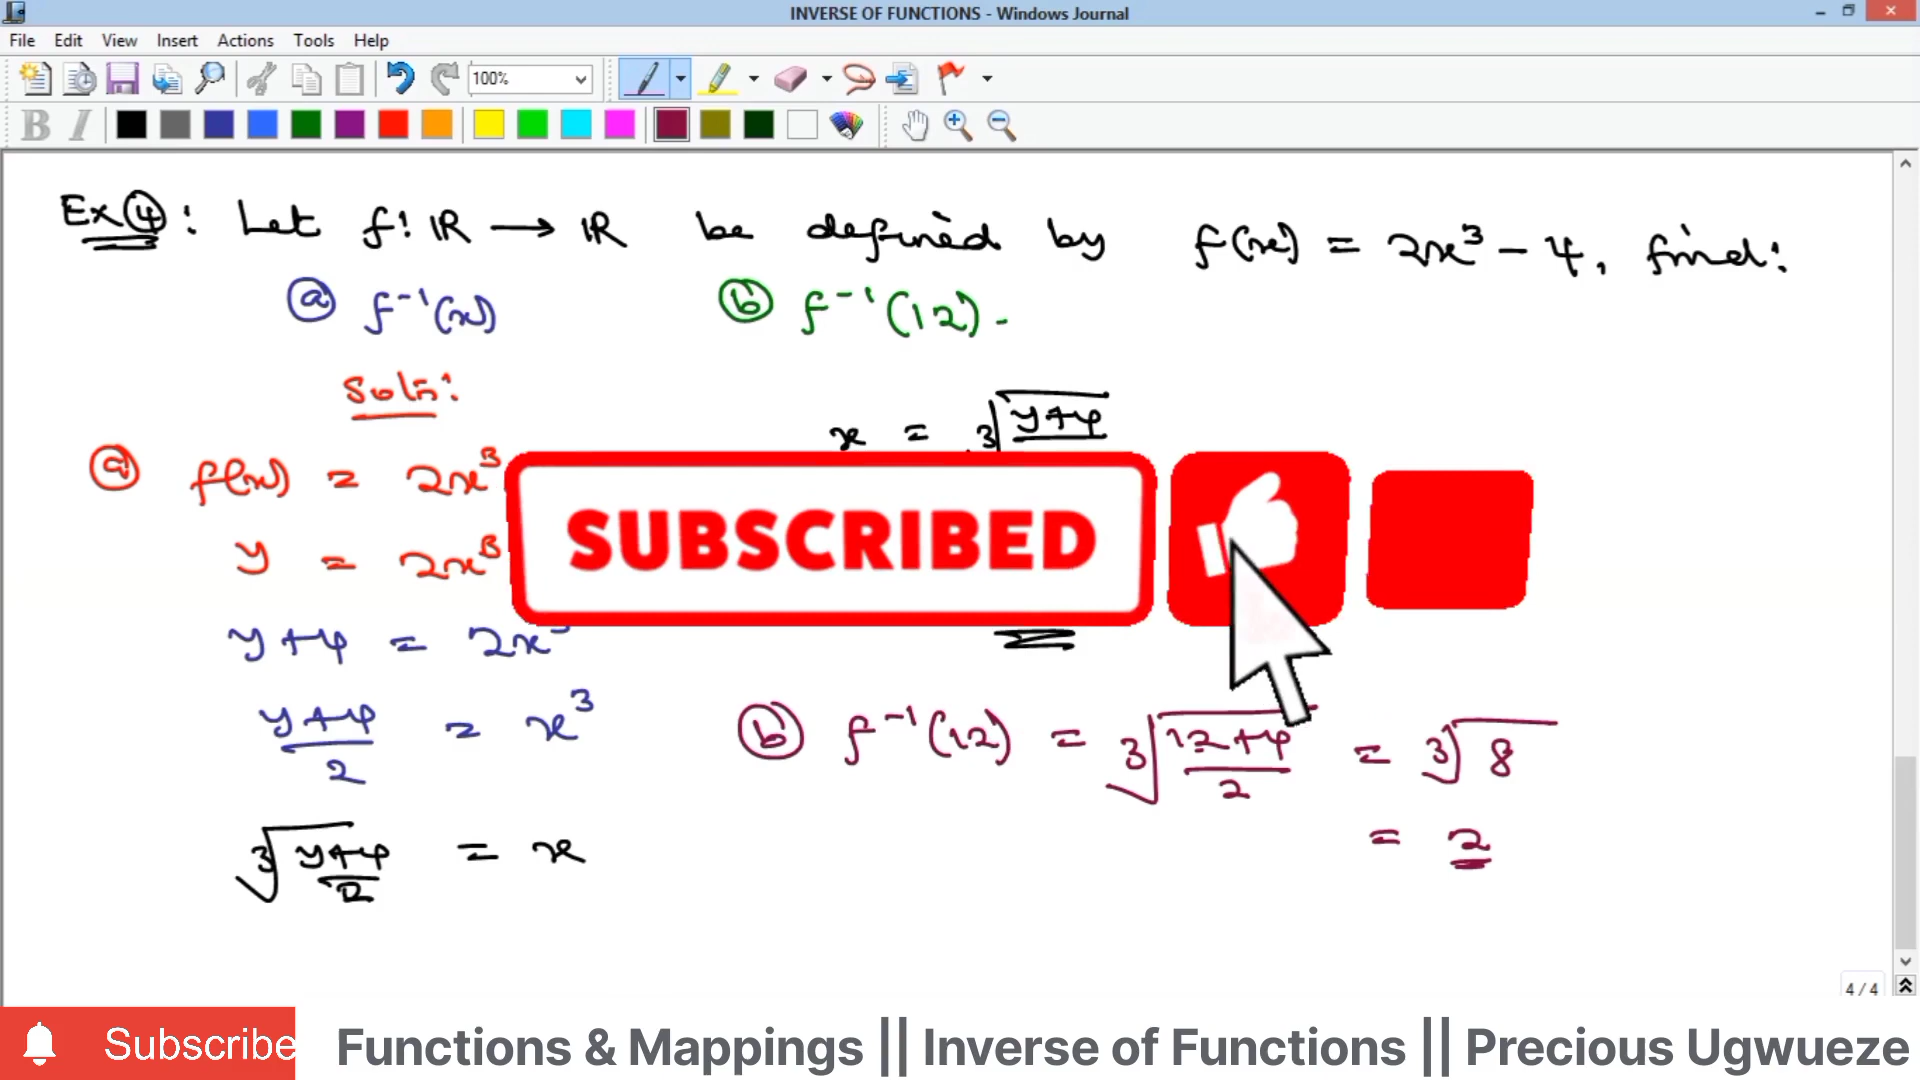 INVERSE OF FUNCTIONS - Windows Journal
File Edit View Insert Actions Tools Help
100%
B I
Ex④: Let f: ℝ → ℝ be defined by f(x) = 2x³ - 4, find:
ⓐ f⁻¹(x) ⓑ f⁻¹(12).
Soln:
x = ∛(y+4
ⓐ f(x) = 2x³
y = 2x³
y+4 = 2x³
(y+4)/2 = x³
∛((y+4)/2) = x
SUBSCRIBED
ⓑ f⁻¹(12) = ∛((12+4)/2) = ∛8
= 2
4 / 4
Subscribe
Functions & Mappings || Inverse of Functions || Precious Ugwueze